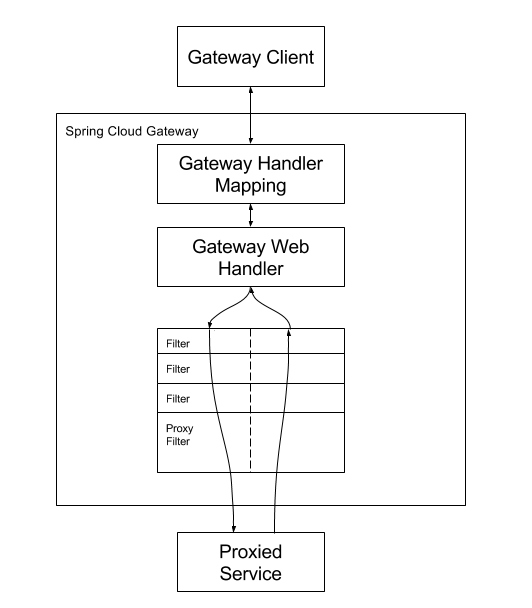 Gateway Client
Spring Cloud Gateway
Gateway Handler
Mapping
Gateway Web
Handler
Filter
Filter
Filter
Proxy
Filter
Proxied
Service